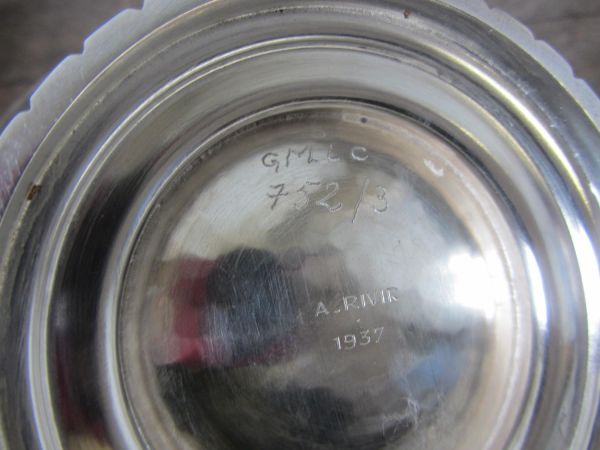 GMLC
752/3
A. RIVIR
1937